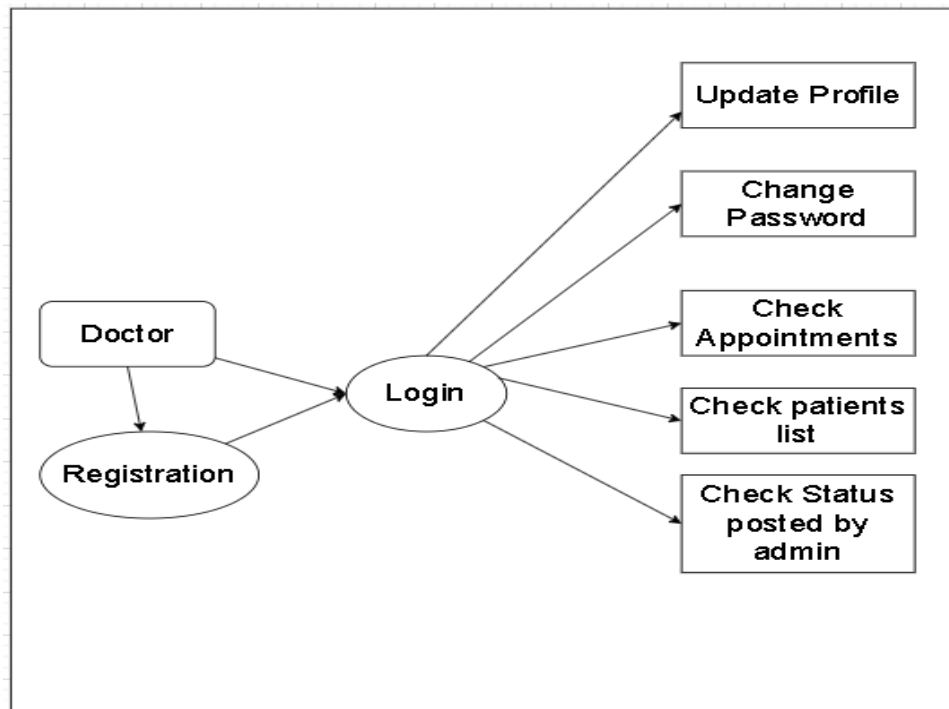 Update Profile
Change
Password
Check
Appointments
Doctor
Login
Check patients
list
Registration
Check Status
posted by
admin